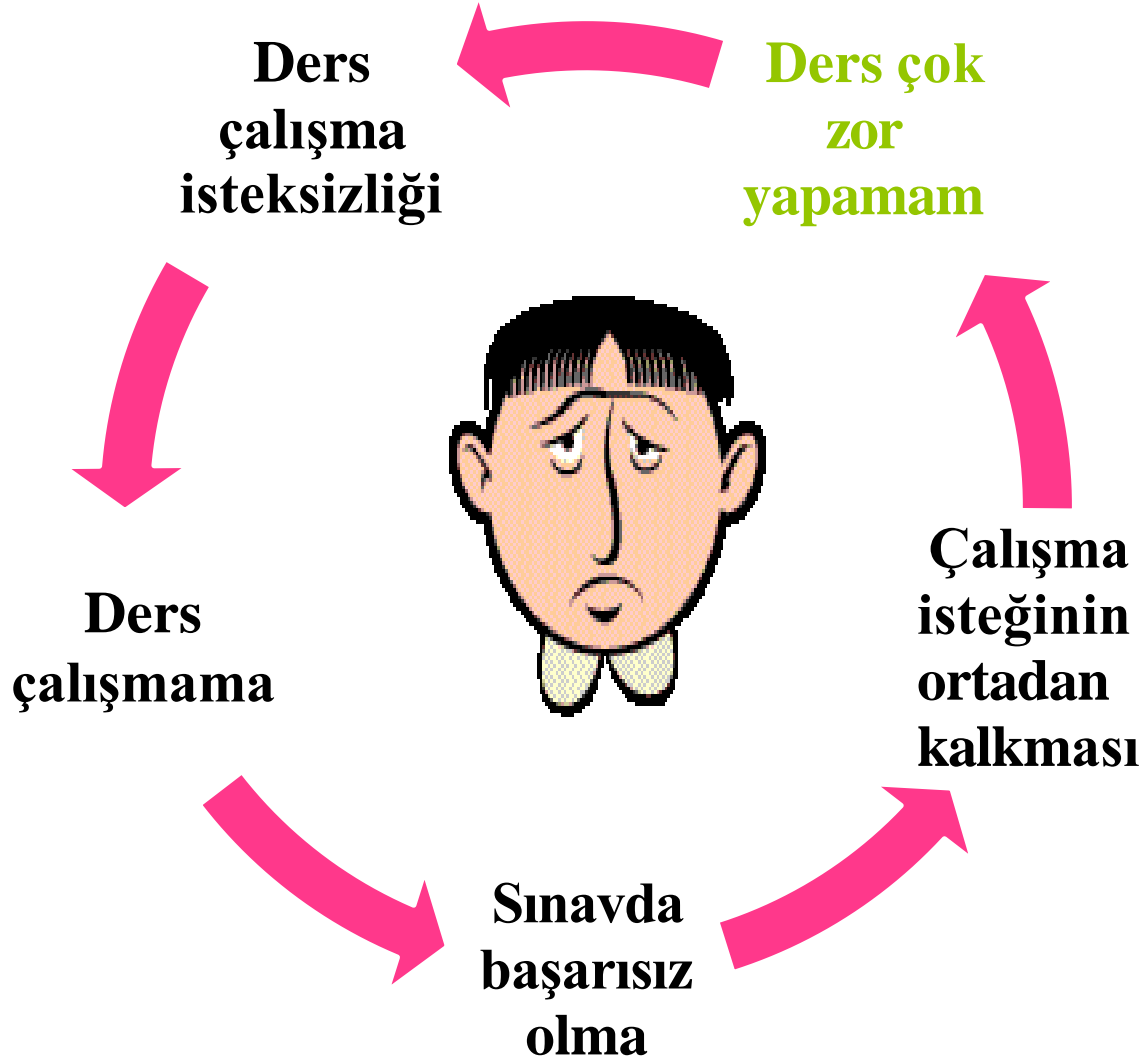 Ders çok
zor
yapamam
Ders
çalışma
isteksizliği
Ders
çalışmama
Sınavda
başarısız
olma
Çalışma
isteğinin
ortadan
kalkması